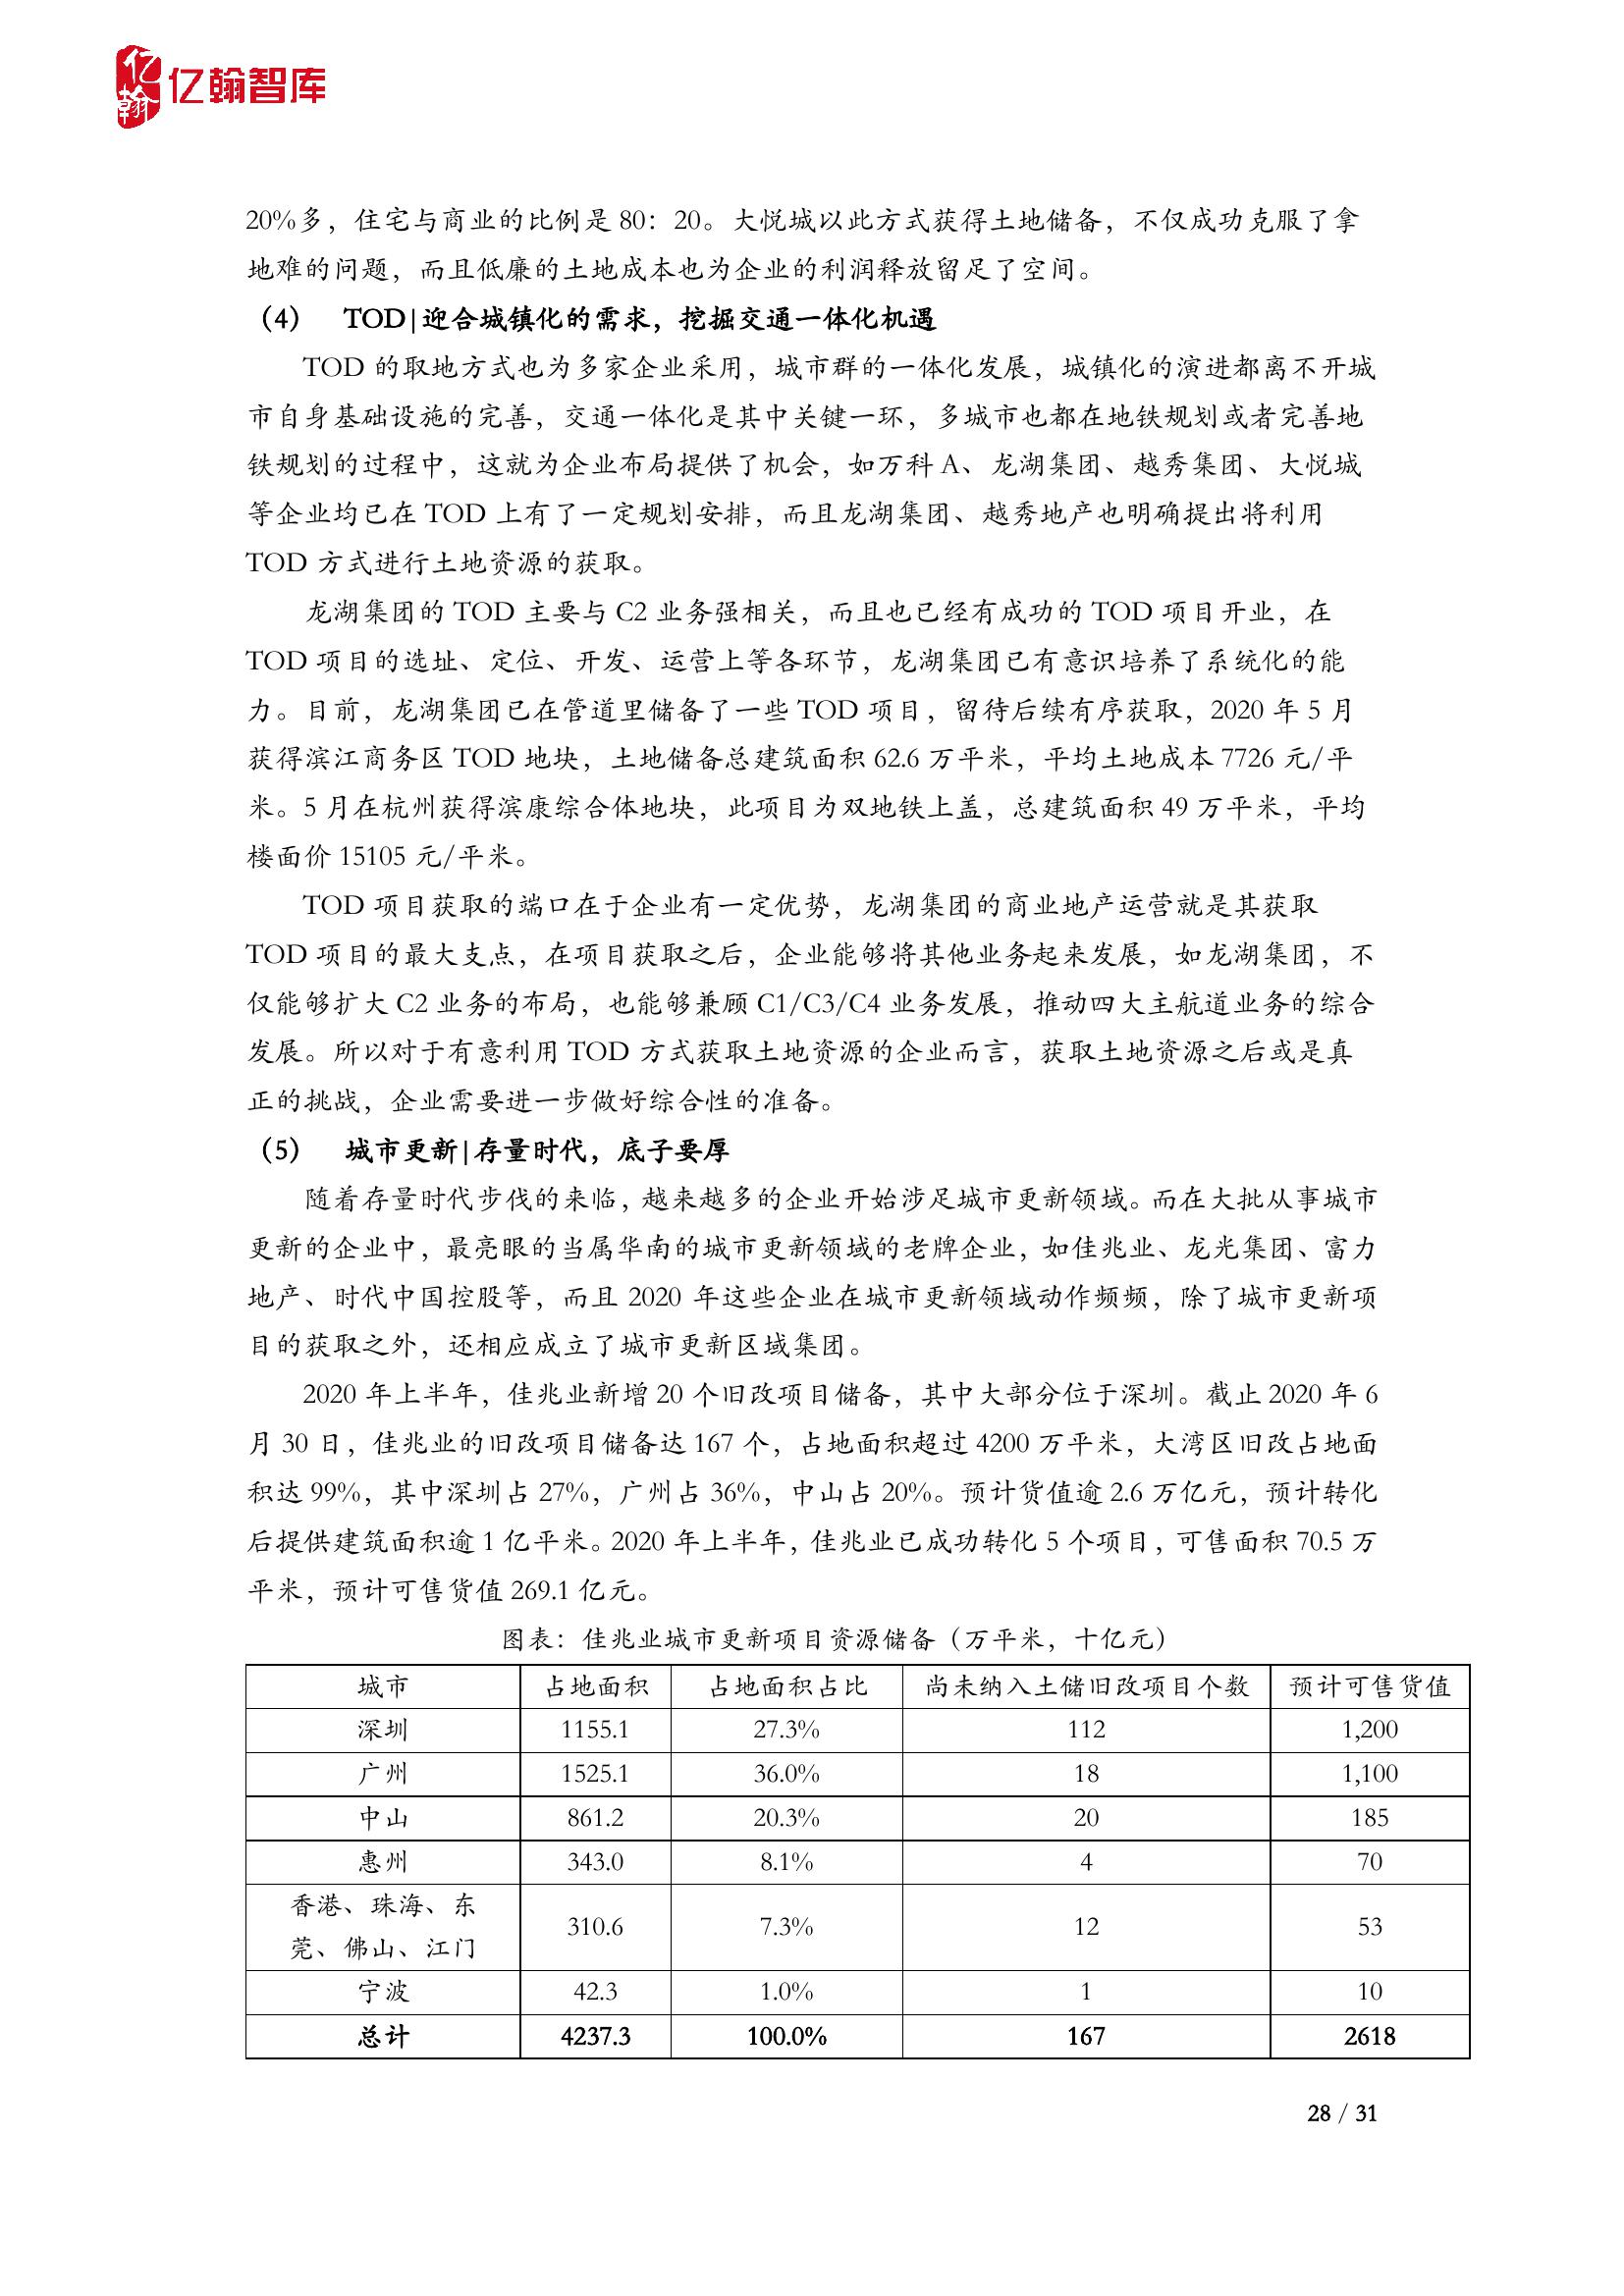 亿翰
亿翰智库
20%多，住宅与商业的比例是 80：20。大悦城以此方式获得土地储备，不仅成功克服了拿
地难的问题，而且低廉的土地成本也为企业的利润释放留足了空间。
（4） TOD|迎合城镇化的需求，挖掘交通一体化机遇
TOD 的取地方式也为多家企业采用，城市群的一体化发展，城镇化的演进都离不开城
市自身基础设施的完善，交通一体化是其中关键一环，多城市也都在地铁规划或者完善地
铁规划的过程中，这就为企业布局提供了机会，如万科 A、龙湖集团、越秀集团、大悦城
等企业均已在 TOD 上有了一定规划安排，而且龙湖集团、越秀地产也明确提出将利用
TOD 方式进行土地资源的获取。
龙湖集团的 TOD 主要与 C2 业务强相关，而且也已经有成功的 TOD 项目开业，在
TOD 项目的选址、定位、开发、运营上等各环节，龙湖集团已有意识培养了系统化的能
力。目前，龙湖集团已在管道里储备了一些 TOD 项目，留待后续有序获取，2020 年 5 月
获得滨江商务区 TOD 地块，土地储备总建筑面积 62.6 万平米，平均土地成本 7726 元/平
米。5 月在杭州获得滨康综合体地块，此项目为双地铁上盖，总建筑面积 49 万平米，平均
楼面价 15105 元/平米。
TOD 项目获取的端口在于企业有一定优势，龙湖集团的商业地产运营就是其获取
TOD 项目的最大支点，在项目获取之后，企业能够将其他业务起来发展，如龙湖集团，不
仅能够扩大 C2 业务的布局，也能够兼顾 C1/C3/C4 业务发展，推动四大主航道业务的综合
发展。所以对于有意利用 TOD 方式获取土地资源的企业而言，获取土地资源之后或是真
正的挑战，企业需要进一步做好综合性的准备。
（5） 城市更新|存量时代，底子要厚
随着存量时代步伐的来临，越来越多的企业开始涉足城市更新领域。而在大批从事城市
更新的企业中，最亮眼的当属华南的城市更新领域的老牌企业，如佳兆业、龙光集团、富力
地产、时代中国控股等，而且 2020 年这些企业在城市更新领域动作频频，除了城市更新项
目的获取之外，还相应成立了城市更新区域集团。
2020 年上半年，佳兆业新增 20 个旧改项目储备，其中大部分位于深圳。截止 2020 年 6
月 30 日，佳兆业的旧改项目储备达 167 个，占地面积超过 4200 万平米，大湾区旧改占地面
积达 99%，其中深圳占 27%，广州占 36%，中山占 20%。预计货值逾 2.6 万亿元，预计转化
后提供建筑面积逾 1 亿平米。2020 年上半年，佳兆业已成功转化 5 个项目，可售面积 70.5 万
平米，预计可售货值 269.1 亿元。
图表：佳兆业城市更新项目资源储备（万平米，十亿元）
城市 占地面积 占地面积占比 尚未纳入土储旧改项目个数 预计可售货值
深圳 1155.1 27.3% 112 1,200
广州 1525.1 36.0% 18 1,100
中山 861.2 20.3% 20 185
惠州 343.0 8.1% 4 70
香港、珠海、东
莞、佛山、江门 310.6 7.3% 12 53
宁波 42.3 1.0% 1 10
总计 4237.3 100.0% 167 2618
28 / 31